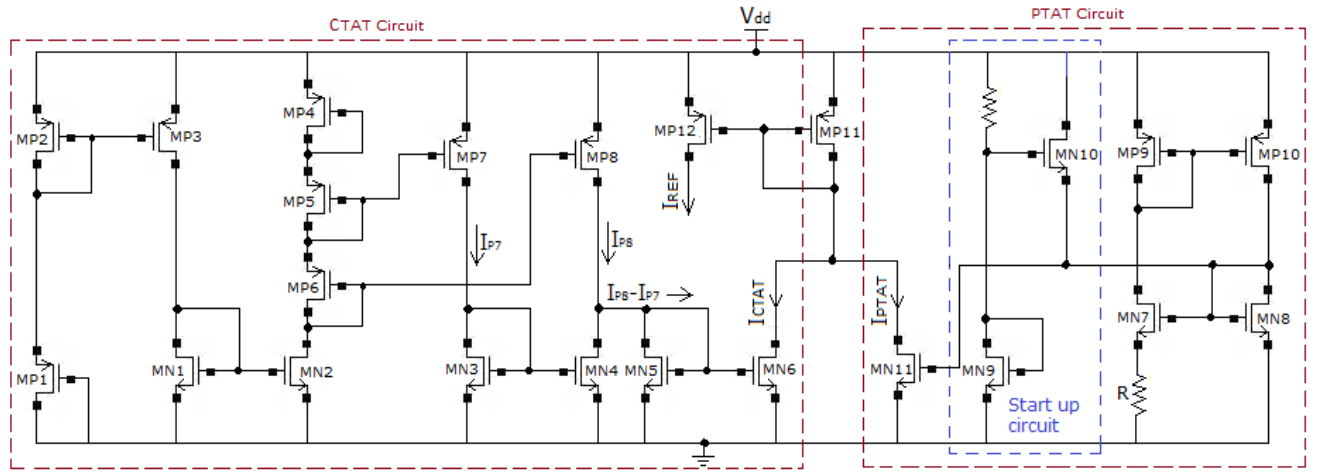 CTAT Circuit
Vdd
PTAT Circuit
MP2
MP3
MP4
MP7
MP8
MP12
MP11
MN10
MP9
MP10
MP5
IREF
IP7
IP8
MP6
IP8-IP7
ICTAT
IPTAT
MN7
MN8
MP1
MN1
MN2
MN3
MN4
MN5
MN6
MN11
MN9
R
Start up
circuit